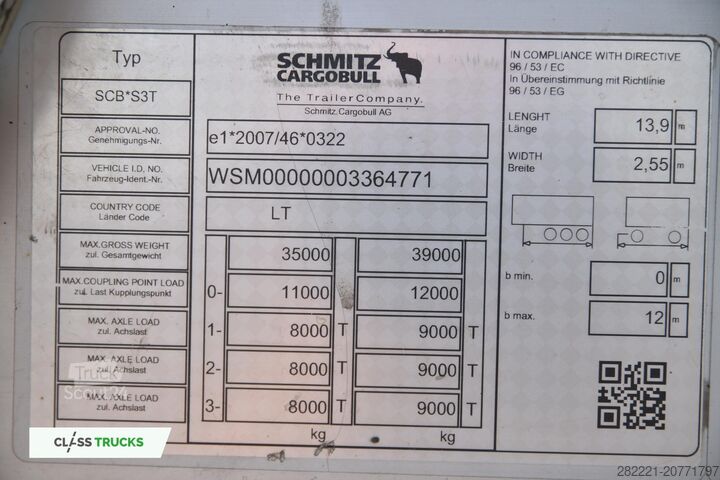 Typ
SCB*S3T
APPROVAL-NO.
Genehmigungs-Nr.
VEHICLE I.D. NO.
Fahrzeug-Ident.-Nr.
COUNTRY CODE
Länder Code
MAX.GROSS WEIGHT
zul. Gesamtgewicht
MAX.COUPLING POINT LOAD
zul. Last Kupplungspunkt
MAX. AXLE LOAD
zul. Achslast
MAX. AXLE LOAD
zul. Achslast
MAX. AXLE LOAD
zul. Achslast
SCHMITZ
CARGOBULL
The TrailerCompany.
Schmitz Cargobull AG
e1*2007/46*0322
WSM00000003364771
LT
35000 T 39000
0- 11000 12000
1- 8000 T 9000 T
2- 8000 T 9000 T
3- 8000 T 9000 T
kg kg
IN COMPLIANCE WITH DIRECTIVE
96 / 53 / EC
In Übereinstimmung mit Richtlinie
96 / 53 / EG
LENGHT
Länge
13,9 m
WIDTH
Breite
2,55 m
b min. 0 m
b max. 12 m
Truck
Scout24
CLASSTRUCKS
282221-20771797